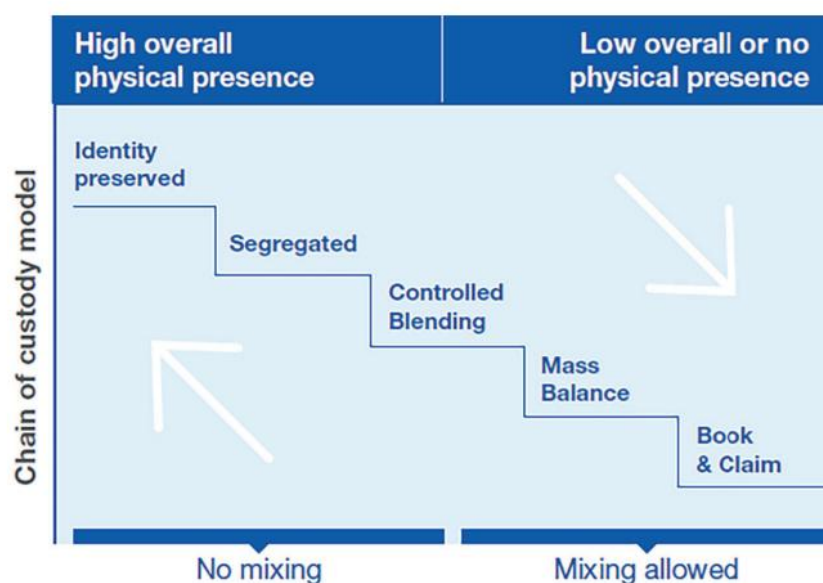 High overall
physical presence
Low overall or no
physical presence
Chain of custody model
Identity
preserved
Segregated
Controlled
Blending
Mass
Balance
Book
& Claim
No mixing
Mixing allowed